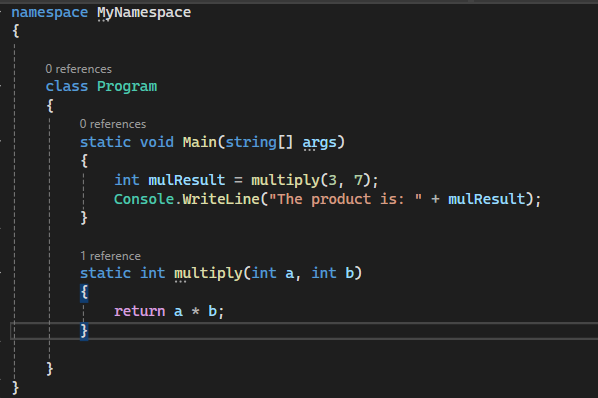 namespace MyNamespace
{
0 references
class Program
{
0 references
static void Main(string[] args)
{
int mulResult = multiply(3, 7);
Console.WriteLine("The product is: " + mulResult);
}
1 reference
static int multiply(int a, int b)
{
return a * b;
}
}
}